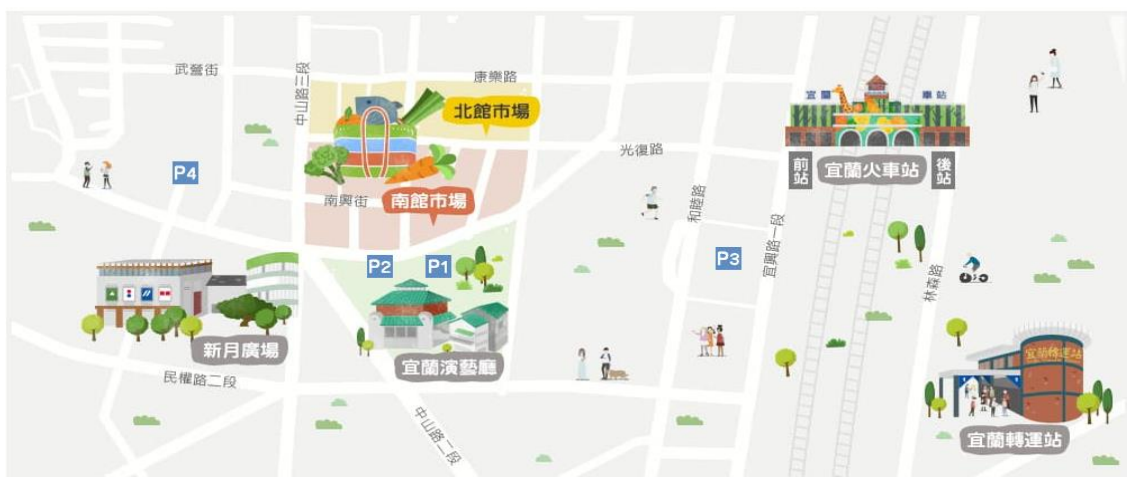 武營街
中山路三段
康樂路
北館市場
光復路
宜蘭 車站
前站
宜蘭火車站
後站
P4
南興街
南館市場
和睦路
宜興路一段
P2
P1
P3
林森路
新月廣場
宜蘭演藝廳
民權路二段
中山路二段
宜蘭轉運站
宜蘭轉運站